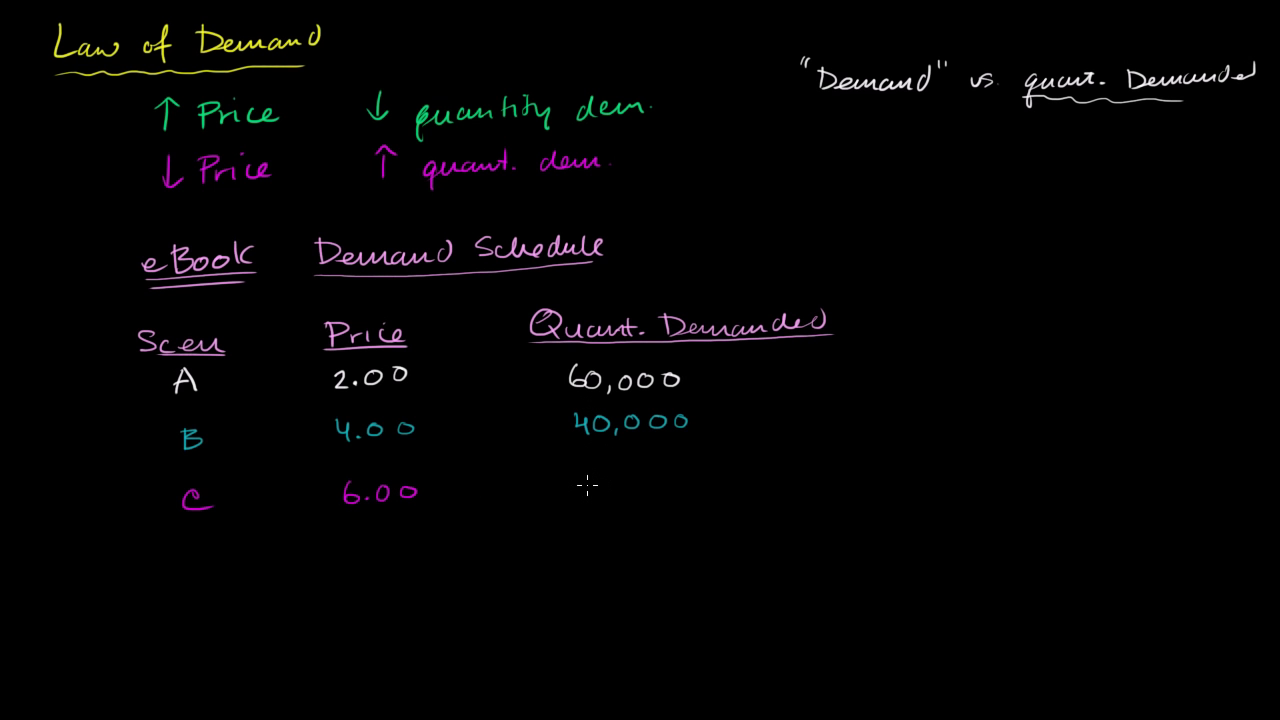 Law of Demand
"Demand" vs. quant. Demanded
↑ Price ↓ quantity dem.
↓ Price ↑ quant. dem.
eBook Demand Schedule
Scen Price Quant. Demanded
A 2.00 60,000
B 4.00 40,000
C 6.00